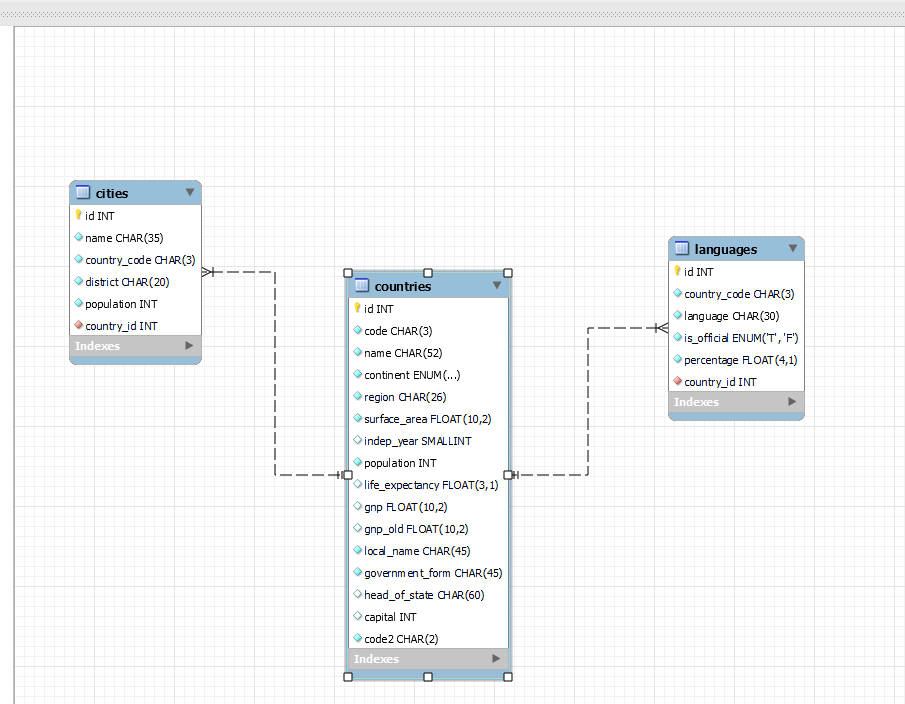 cities
id INT
name CHAR(35)
country_code CHAR(3)
district CHAR(20)
population INT
country_id INT
Indexes
countries
id INT
code CHAR(3)
name CHAR(52)
continent ENUM(...)
region CHAR(26)
surface_area FLOAT(10,2)
indep_year SMALLINT
population INT
life_expectancy FLOAT(3,1)
gnp FLOAT(10,2)
gnp_old FLOAT(10,2)
local_name CHAR(45)
government_form CHAR(45)
head_of_state CHAR(60)
capital INT
code2 CHAR(2)
Indexes
languages
id INT
country_code CHAR(3)
language CHAR(30)
is_official ENUM('T', 'F')
percentage FLOAT(4,1)
country_id INT
Indexes